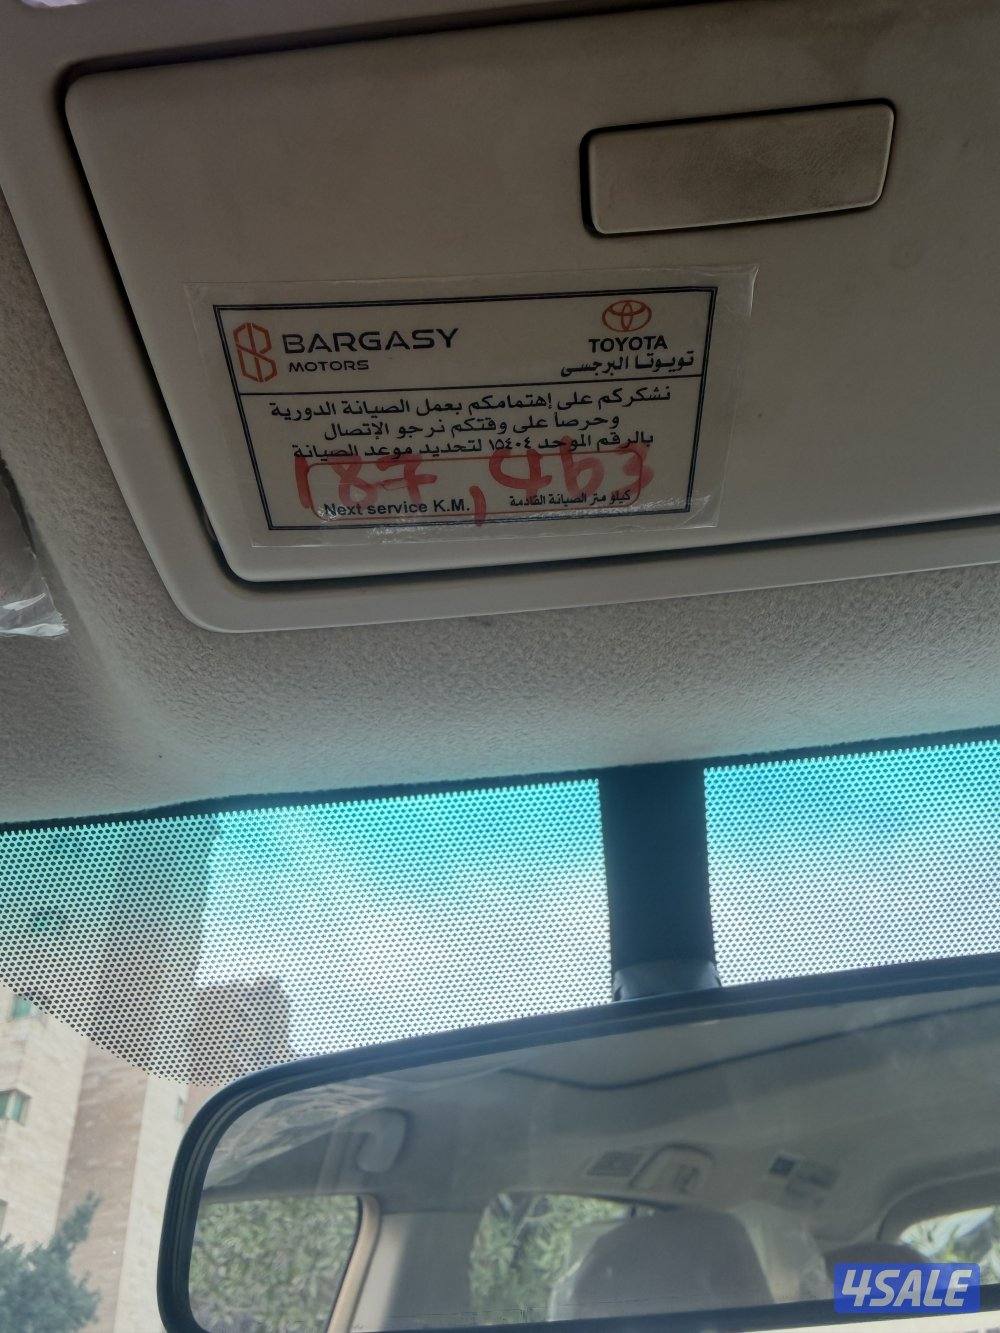 BARGASY
MOTORS
TOYOTA
تويوتا البرجسى
نشكركم على إهتمامكم بعمل الصيانة الدورية
وحرصاً على وقتكم نرجو الإتصال
بالرقم الموحد ١٥٤٠٤ لتحديد موعد الصيانة
187,463
Next service K.M.
كيلو متر الصيانة القادمة
4SALE